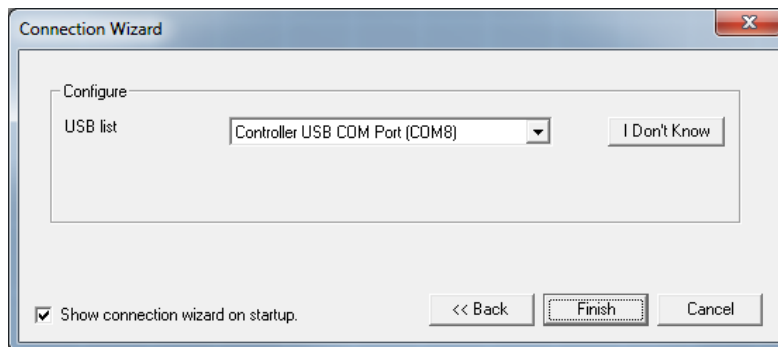 Connection Wizard
Configure
USB list
Controller USB COM Port (COM8)
I Don't Know
Show connection wizard on startup.
<< Back
Finish
Cancel